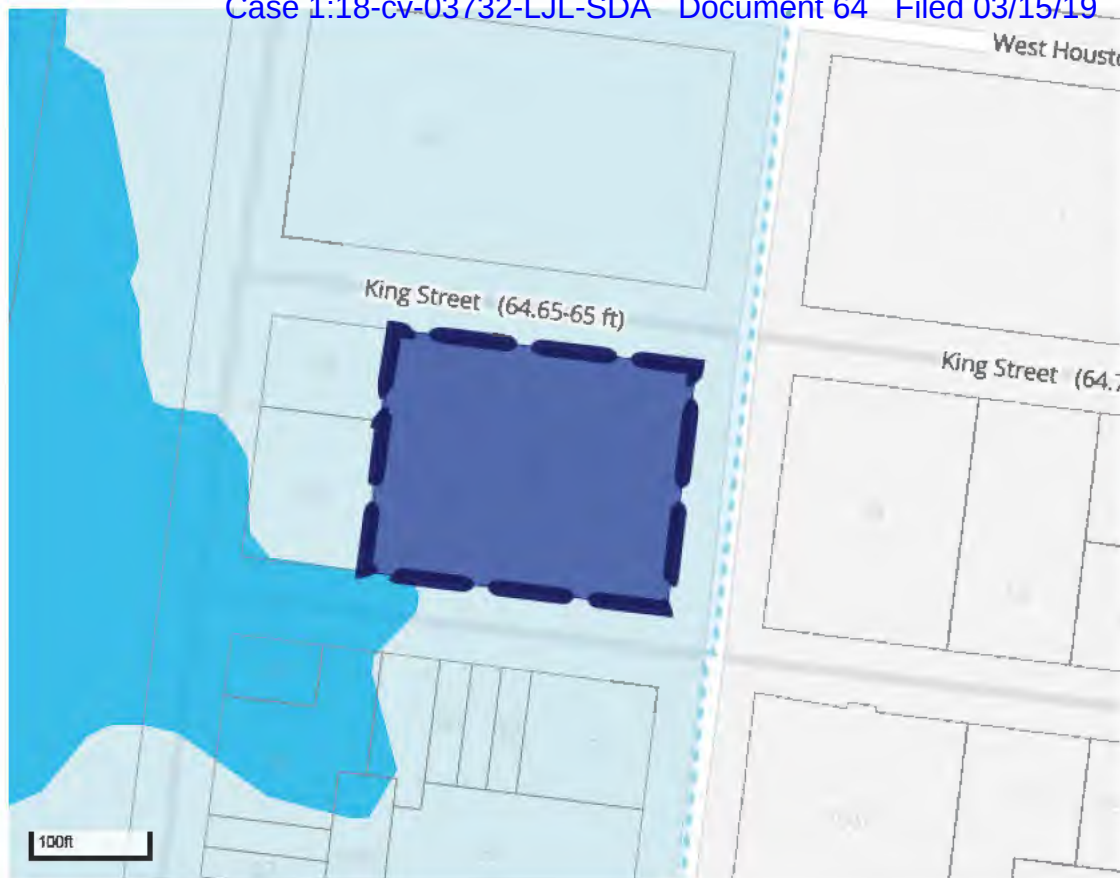 Case 1:18-cv-03732-LJL-SDA Document 64 Filed 03/15/19
West Housto
King Street (64.65-65 ft)
King Street (64.7
100ft